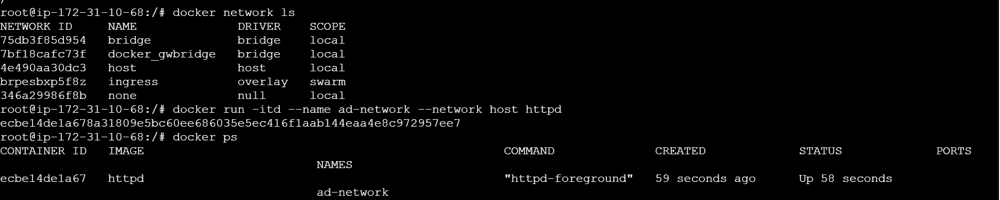 root@ip-172-31-10-68:/# docker network ls
NETWORK ID     NAME              DRIVER    SCOPE
75db3f85d954   bridge            bridge    local
7bf18cafc73f   docker_gwbridge   bridge    local
4e490aa30dc3   host              host      local
brpesbxp5f8z   ingress           overlay   swarm
346a29986f8b   none              null      local
root@ip-172-31-10-68:/# docker run -itd --name ad-network --network host httpd
ecbe14de1a678a31809e5bc60ee686035e5ec416f1aab144eaa4e8c972957ee7
root@ip-172-31-10-68:/# docker ps
CONTAINER ID   IMAGE                                                  COMMAND              CREATED             STATUS             PORTS
                                            NAMES
ecbe14de1a67   httpd                                                  "httpd-foreground"   59 seconds ago      Up 58 seconds
                                            ad-network